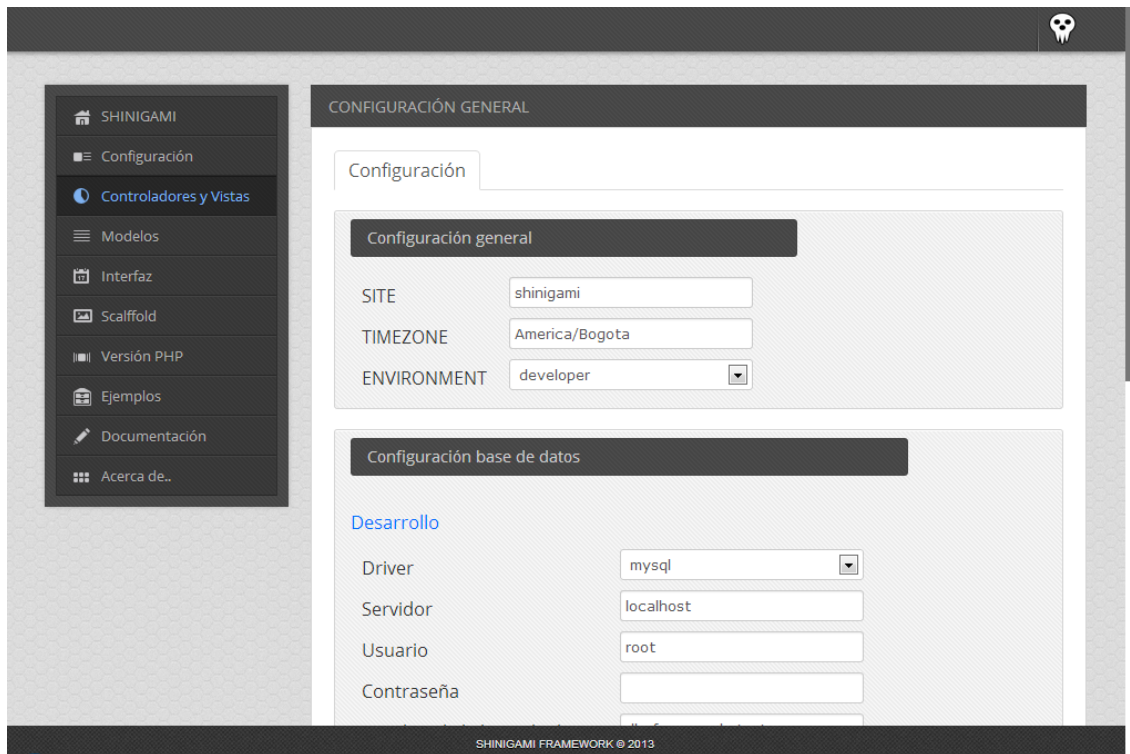 SHINIGAMI
Configuración
Controladores y Vistas
Modelos
17
Interfaz
Scalffold
Versión PHP
Ejemplos
Documentación
Acerca de..
CONFIGURACIÓN GENERAL
Configuración
Configuración general
SITE shinigami
TIMEZONE America/Bogota
ENVIRONMENT developer
Configuración base de datos
Desarrollo
Driver mysql
Servidor localhost
Usuario root
Contraseña
SHINIGAMI FRAMEWORK © 2013